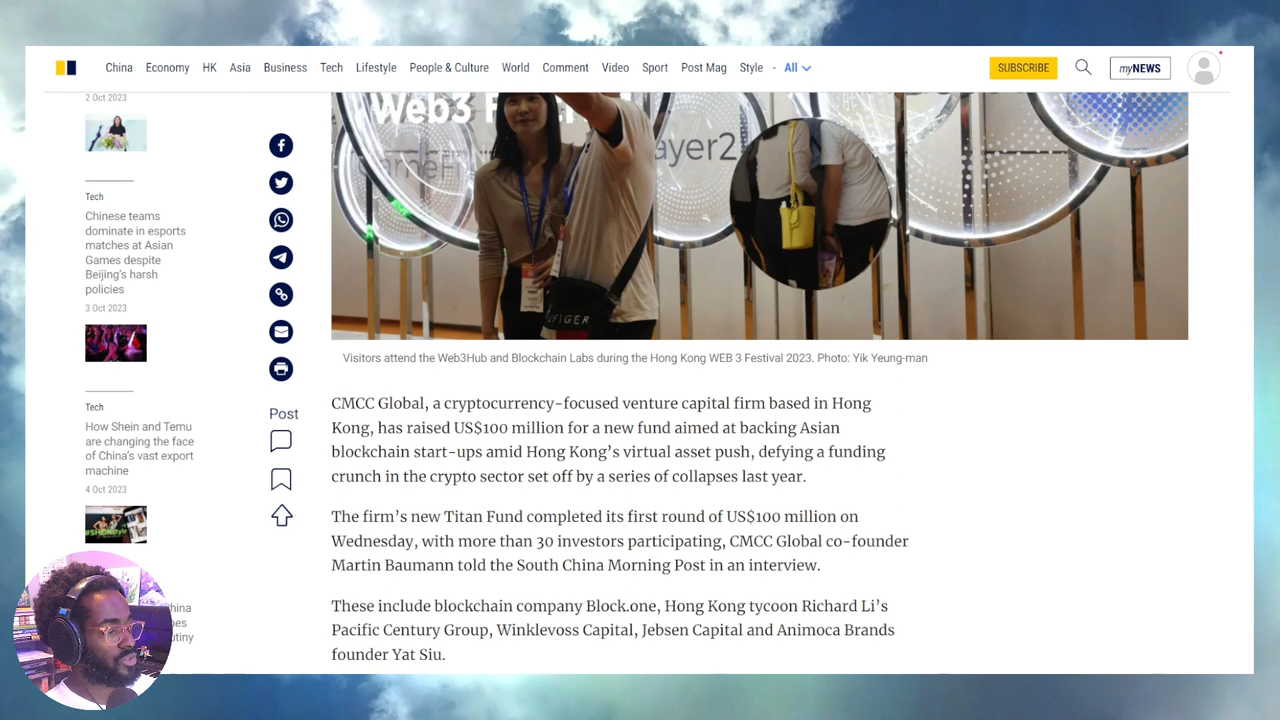 China Economy HK Asia Business Tech Lifestyle People & Culture World Comment Video Sport Post Mag Style - All
SUBSCRIBE
myNEWS
2 Oct 2023
Tech
Chinese teams
dominate in esports
matches at Asian
Games despite
Beijing's harsh
policies
3 Oct 2023
Tech
How Shein and Temu
are changing the face
of China's vast export
machine
4 Oct 2023
#SHEINstyle
Post
Web3
ayer2
FIGER
Visitors attend the Web3Hub and Blockchain Labs during the Hong Kong WEB 3 Festival 2023. Photo: Yik Yeung-man
CMCC Global, a cryptocurrency-focused venture capital firm based in Hong
Kong, has raised US$100 million for a new fund aimed at backing Asian
blockchain start-ups amid Hong Kong's virtual asset push, defying a funding
crunch in the crypto sector set off by a series of collapses last year.
The firm's new Titan Fund completed its first round of US$100 million on
Wednesday, with more than 30 investors participating, CMCC Global co-founder
Martin Baumann told the South China Morning Post in an interview.
These include blockchain company Block.one, Hong Kong tycoon Richard Li's
Pacific Century Group, Winklevoss Capital, Jebsen Capital and Animoca Brands
founder Yat Siu.